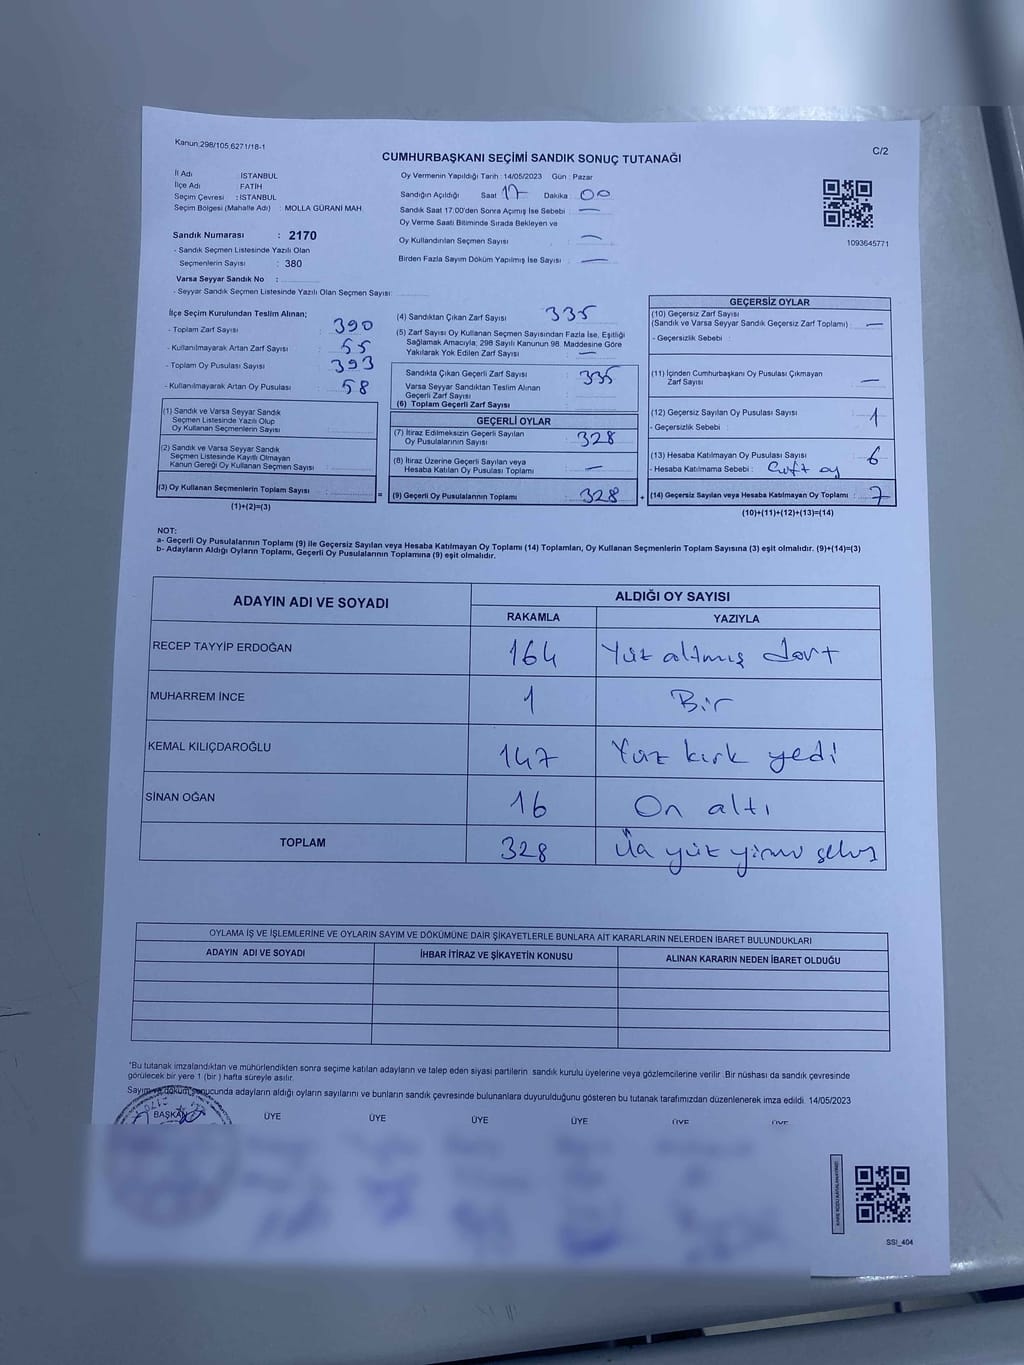 Kanun:298/105,6271/18-1
C/2
CUMHURBAŞKANI SEÇİMİ SANDIK SONUÇ TUTANAĞI
İl Adı : İSTANBUL
İlçe Adı : FATİH
Seçim Çevresi : İSTANBUL
Seçim Bölgesi (Mahalle Adı) : MOLLA GÜRANİ MAH.
Sandık Numarası : 2170
- Sandık Seçmen Listesinde Yazılı Olan
Seçmenlerin Sayısı : 380
Varsa Seyyar Sandık No :
- Seyyar Sandık Seçmen Listesinde Yazılı Olan Seçmen Sayısı:
Oy Vermenin Yapıldığı Tarih : 14/05/2023 Gün : Pazar
Sandığın Açıldığı Saat 17 Dakika : 00
Sandık Saat 17:00'den Sonra Açımış İse Sebebi : —
Oy Verme Saati Bitiminde Sırada Bekleyen ve
Oy Kullandırılan Seçmen Sayısı : —
Birden Fazla Sayım Döküm Yapılmış İse Sayısı : —
1093645771
İlçe Seçim Kurulundan Teslim Alınan;
- Toplam Zarf Sayısı : 390
- Kullanılmayarak Artan Zarf Sayısı : 55
- Toplam Oy Pusulası Sayısı : 393
- Kullanılmayarak Artan Oy Pusulası : 58
(1) Sandık ve Varsa Seyyar Sandık
Seçmen Listesinde Yazılı Olup
Oy Kullanan Seçmenlerin Sayısı :
(2) Sandık ve Varsa Seyyar Sandık
Seçmen Listesinde Kayıtlı Olmayan
Kanun Gereği Oy Kullanan Seçmen Sayısı :
(3) Oy Kullanan Seçmenlerin Toplam Sayısı : =
(1)+(2)=(3)
(4) Sandıktan Çıkan Zarf Sayısı : 335
(5) Zarf Sayısı Oy Kullanan Seçmen Sayısından Fazla İse, Eşitliği
Sağlamak Amacıyla; 298 Sayılı Kanunun 98. Maddesine Göre
Yakılarak Yok Edilen Zarf Sayısı : —
Sandıkta Çıkan Geçerli Zarf Sayısı : 335
Varsa Seyyar Sandıktan Teslim Alınan
Geçerli Zarf Sayısı :
(6) Toplam Geçerli Zarf Sayısı :
GEÇERLİ OYLAR
(7) İtiraz Edilmeksizin Geçerli Sayılan
Oy Pusulalarının Sayısı : 328
(8) İtiraz Üzerine Geçerli Sayılan veya
Hesaba Katılan Oy Pusulası Toplamı : —
(9) Geçerli Oy Pusulalarının Toplamı : 328 +
GEÇERSİZ OYLAR
(10) Geçersiz Zarf Sayısı
(Sandık ve Varsa Seyyar Sandık Geçersiz Zarf Toplamı) : —
- Geçersizlik Sebebi :
(11) İçinden Cumhurbaşkanı Oy Pusulası Çıkmayan
Zarf Sayısı : —
(12) Geçersiz Sayılan Oy Pusulası Sayısı : 1
- Geçersizlik Sebebi :
(13) Hesaba Katılmayan Oy Pusulası Sayısı : 6
- Hesaba Katılmama Sebebi : Çift oy
(14) Geçersiz Sayılan veya Hesaba Katılmayan Oy Toplamı : 7
(10)+(11)+(12)+(13)=(14)
NOT:
a- Geçerli Oy Pusulalarının Toplamı (9) ile Geçersiz Sayılan veya Hesaba Katılmayan Oy Toplamı (14) Toplamları, Oy Kullanan Seçmenlerin Toplam Sayısına (3) eşit olmalıdır. (9)+(14)=(3)
b- Adayların Aldığı Oyların Toplamı, Geçerli Oy Pusulalarının Toplamına (9) eşit olmalıdır.
ADAYIN ADI VE SOYADI
ALDIĞI OY SAYISI
RAKAMLA YAZIYLA
RECEP TAYYİP ERDOĞAN 164 Yüz altmış dört
MUHARREM İNCE 1 Bir
KEMAL KILIÇDAROĞLU 147 Yüz kırk yedi
SİNAN OĞAN 16 On altı
TOPLAM 328 Üç yüz yirmi sekiz
OYLAMA İŞ VE İŞLEMLERİNE VE OYLARIN SAYIM VE DÖKÜMÜNE DAİR ŞİKAYETLERLE BUNLARA AİT KARARLARIN NELERDEN İBARET BULUNDUKLARI
ADAYIN ADI VE SOYADI İHBAR İTİRAZ VE ŞİKAYETİN KONUSU ALINAN KARARIN NEDEN İBARET OLDUĞU
*Bu tutanak imzalandıktan ve mühürlendikten sonra seçime katılan adayların ve talep eden siyasi partilerin sandık kurulu üyelerine veya gözlemcilerine verilir. Bir nüshası da sandık çevresinde
görülecek bir yere 1 (bir) hafta süreyle asılır.
Sayım ve döküm sonucunda adayların aldığı oyların sayılarını ve bunların sandık çevresinde bulunanlara duyurulduğunu gösteren bu tutanak tarafımızdan düzenlenerek imza edildi. 14/05/2023
BAŞKAN ÜYE ÜYE ÜYE ÜYE ÜYE ÜYE
SSİ_404